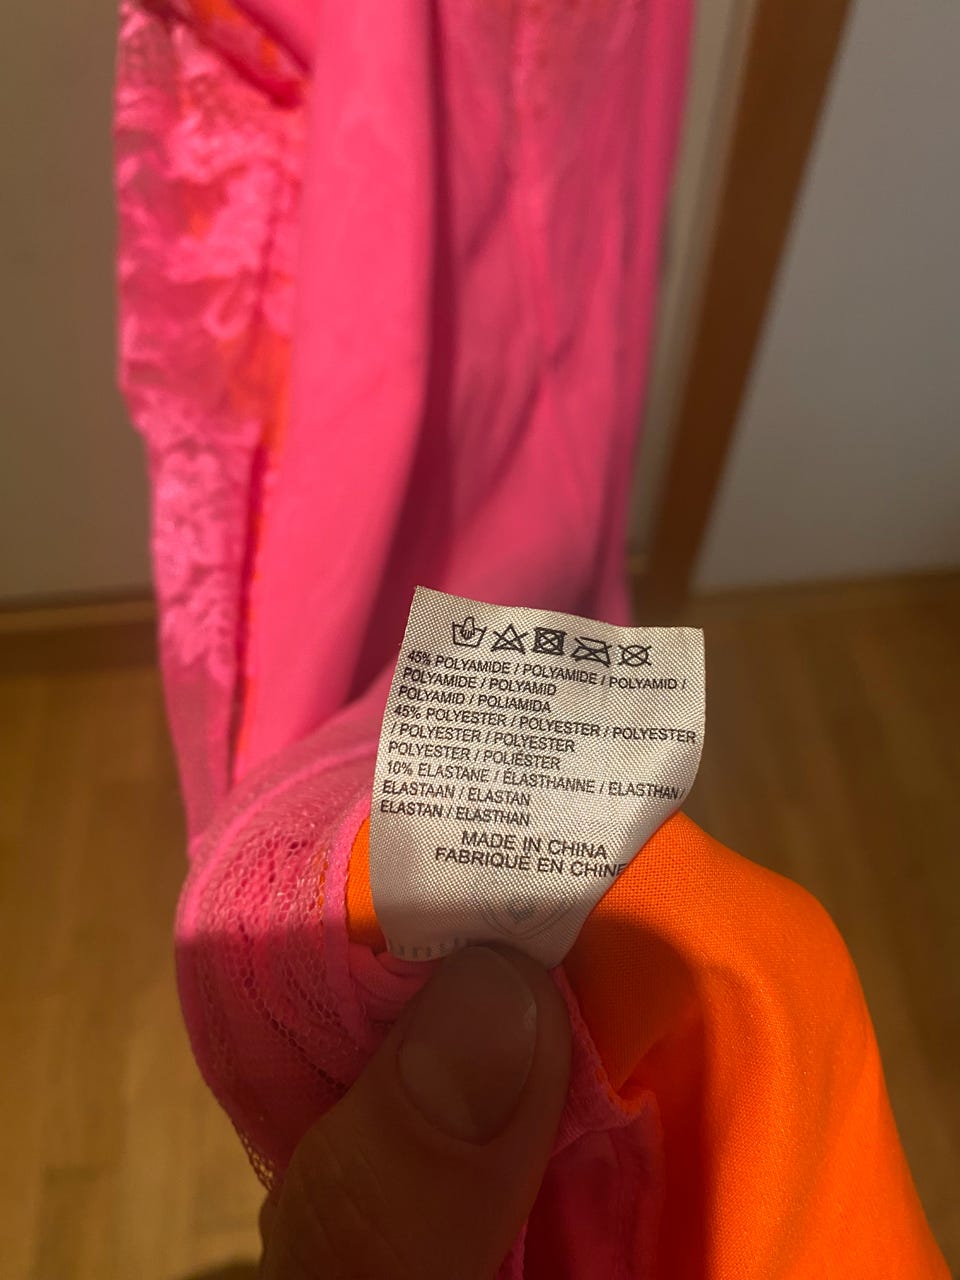 45% POLYAMIDE / POLYAMIDE / POLYAMID /
POLYAMIDE / POLYAMID
POLYAMID / POLIAMIDA
45% POLYESTER / POLYESTER / POLYESTER
/ POLYESTER / POLYESTER
POLYESTER / POLIÉSTER
10% ELASTANE / ÉLASTHANNE / ELASTHAN /
ELASTAAN / ELASTAN
ELASTAN / ELASTHAN
MADE IN CHINA
FABRIQUÉ EN CHINE